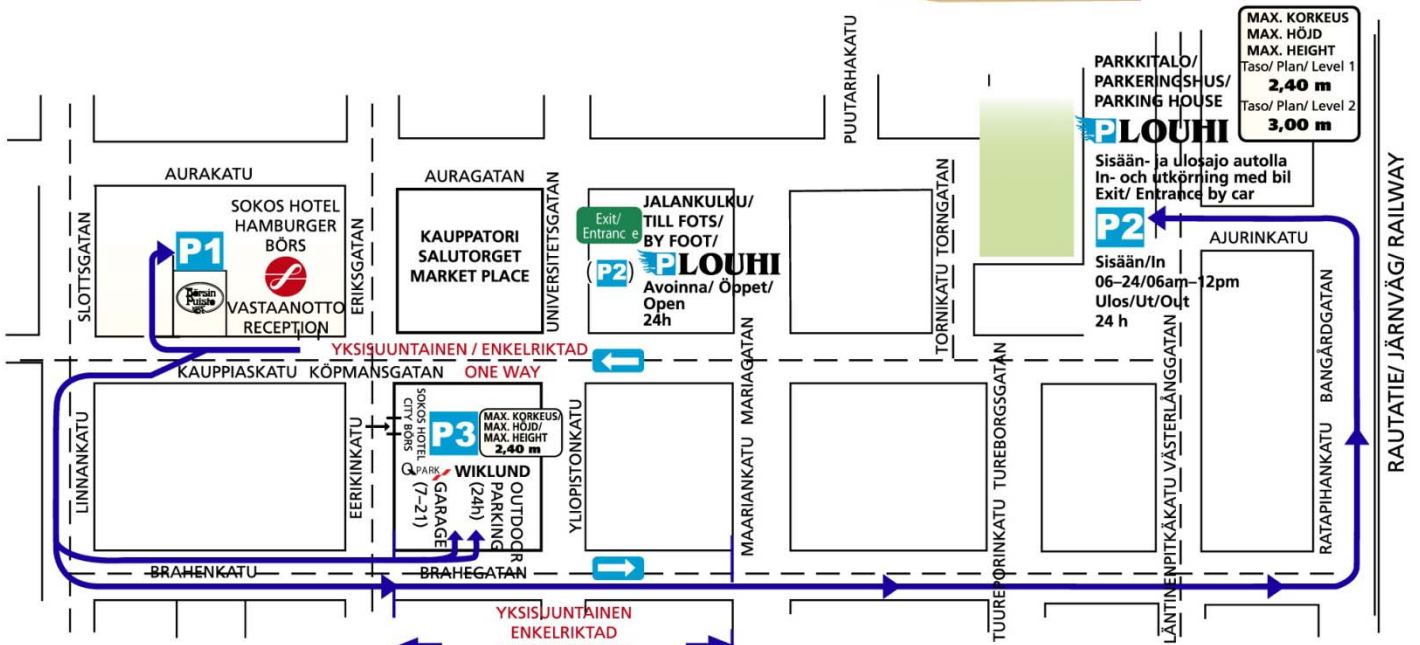 MAX. KORKEUS
MAX. HÖJD
MAX. HEIGHT
Taso/ Plan/ Level 1
2,40 m
Taso/ Plan/ Level 2
3,00 m
PARKKITALO/
PARKERINGSHUS/
PARKING HOUSE
P LOUHI
Sisään- ja ulosajo autolla
In- och utkörning med bil
Exit/ Entrance by car
P2
Sisään/In
06–24/06am–12pm
Ulos/Ut/Out
24 h
PUUTARHAKATU
AURAKATU
AURAGATAN
SLOTTSGATAN
P1
Börsin
Puisto
SOKOS HOTEL
HAMBURGER
BÖRS
VASTAANOTTO
RECEPTION
ERIKSGATAN
KAUPPATORI
SALUTORGET
MARKET PLACE
UNIVERSITETSGATAN
Exit/
Entranc e
(P2)
JALANKULKU/
TILL FOTS/
BY FOOT/
P LOUHI
Avoinna/ Öppet/
Open
24h
TORNIKATU TORNGATAN
AJURINKATU
RAUTATIE/ JÄRNVÄG/ RAILWAY
YKSISUUNTAINEN / ENKELRIKTAD
KAUPPIASKATU KÖPMANSGATAN ONE WAY
LINNANKATU
EERIKINKATU
SOKOS HOTEL
CITY BÖRS
P3
MAX. KORKEUS/
MAX. HÖJD/
MAX. HEIGHT
2,40 m
Q PARK
WIKLUND
GARAGE
(7–21)
OUTDOOR
PARKING
(24h)
YLIOPISTONKATU
MAARIANKATU MARIAGATAN
TUUREPORINKATU TUREBORGSGATAN
LÄNTINENPITKÄKATU VÄSTERLÅNGGATAN
RATAPIHANKATU BANGÅRDGATAN
BRAHENKATU
BRAHEGATAN
YKSISUUNTAINEN
ENKELRIKTAD